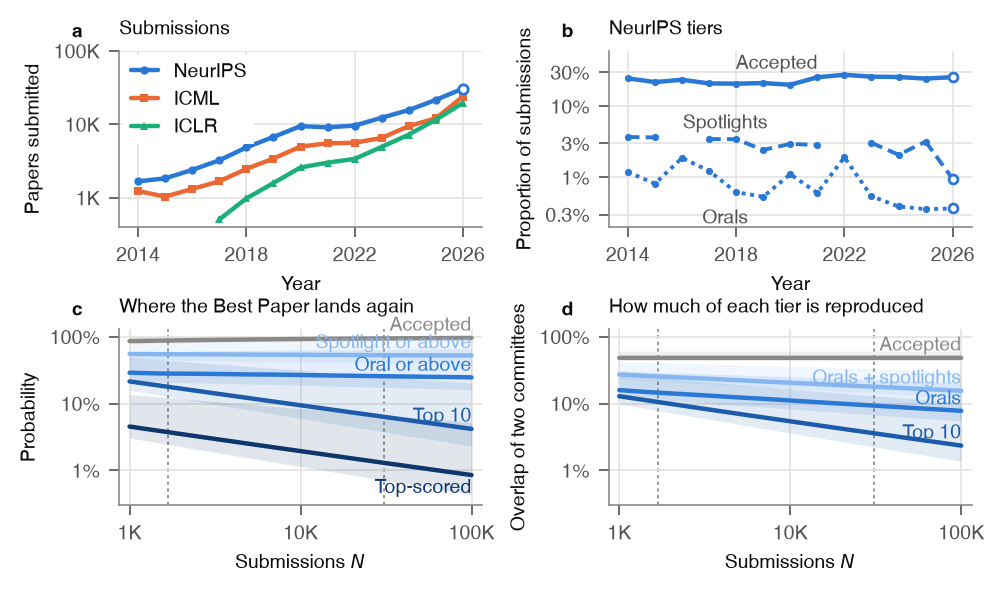 a Submissions
Papers submitted
100K
10K
1K
NeurIPS
ICML
ICLR
2014 2018 2022 2026
Year
b NeurIPS tiers
Proportion of submissions
30%
10%
3%
1%
0.3%
Accepted
Spotlights
Orals
2014 2018 2022 2026
Year
c Where the Best Paper lands again
Probability
100%
10%
1%
Accepted
Spotlight or above
Oral or above
Top 10
Top-scored
1K 10K 100K
Submissions N
d How much of each tier is reproduced
Overlap of two committees
100%
10%
1%
Accepted
Orals + spotlights
Orals
Top 10
1K 10K 100K
Submissions N